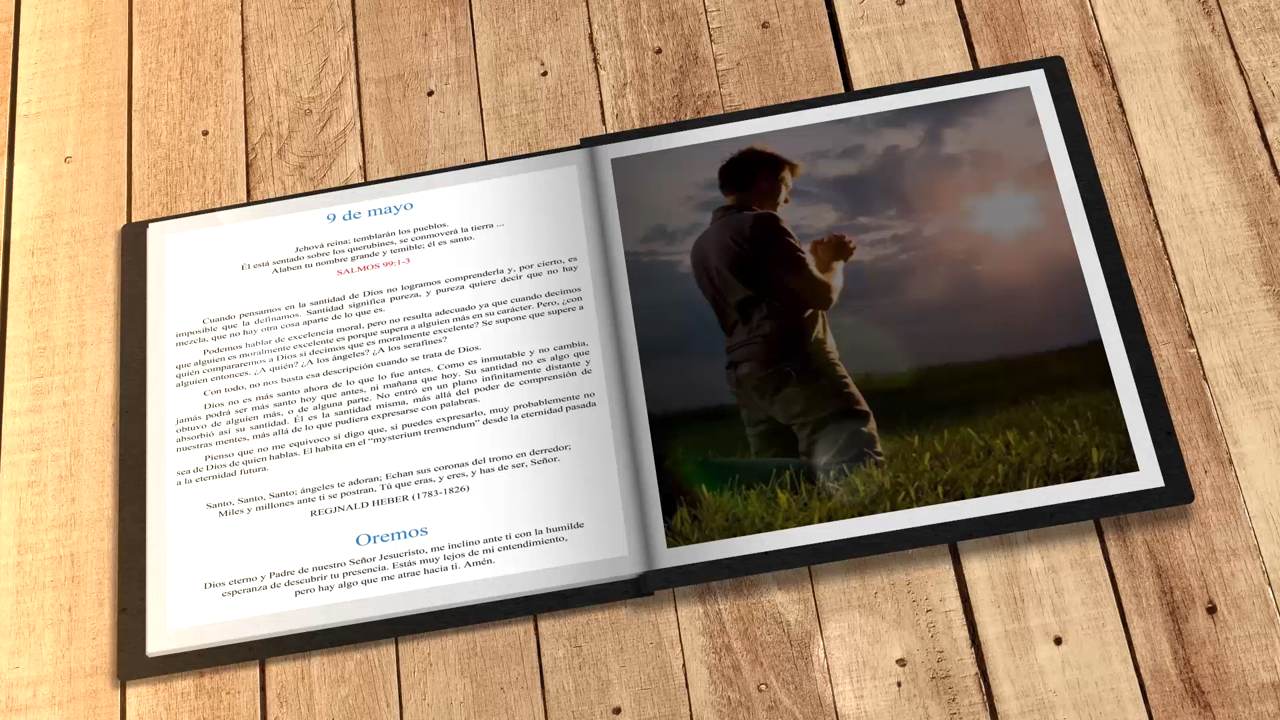 9 de mayo
Jehová reina; temblarán los pueblos.
Él está sentado sobre los querubines, se conmoverá la tierra ...
Alaben tu nombre grande y temible; él es santo.
SALMOS 99:1-3
Cuando pensamos en la santidad de Dios no logramos comprenderla y, por cierto, es
imposible que la definamos. Santidad significa pureza, y pureza quiere decir que no hay
mezcla, que no hay otra cosa aparte de lo que es.
Podemos hablar de excelencia moral, pero no resulta adecuado ya que cuando decimos
que alguien es moralmente excelente es porque supera a alguien más en su carácter. Pero, ¿con
quién compararemos a Dios si decimos que es moralmente excelente? Se supone que supere a
alguien entonces. ¿A quién? ¿A los ángeles? ¿A los serafines?
Con todo, no nos basta esa descripción cuando se trata de Dios.
Dios no es más santo ahora de lo que lo fue antes. Como es inmutable y no cambia,
jamás podrá ser más santo hoy que antes, ni mañana que hoy. Su santidad no es algo que
obtuvo de alguien más, o de alguna parte. No entró en un plano infinitamente distante y
absorbió así su santidad. Él es la santidad misma, más allá del poder de comprensión de
nuestras mentes, más allá de lo que pudiera expresarse con palabras.
Pienso que no me equivoco si digo que, si puedes expresarlo, muy probablemente no
sea de Dios de quien hablas. El habita en el “mysterium tremendum” desde la eternidad pasada
a la eternidad futura.
Santo, Santo, Santo; ángeles te adoran; Echan sus coronas del trono en derredor;
Miles y millones ante ti se postran, Tú que eras, y eres, y has de ser, Señor.
REGJNALD HEBER (1783-1826)
Oremos
Dios eterno y Padre de nuestro Señor Jesucristo, me inclino ante ti con la humilde
esperanza de descubrir tu presencia. Estás muy lejos de mi entendimiento,
pero hay algo que me atrae hacia ti. Amén.